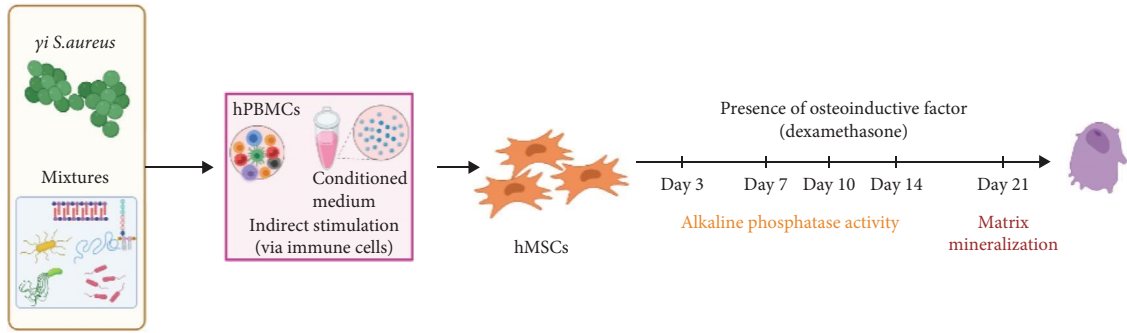 γi S.aureus
Mixtures
hPBMCs
Conditioned
medium
Indirect stimulation
(via immune cells)
hMSCs
Presence of osteoinductive factor
(dexamethasone)
Day 3
Day 7
Day 10
Day 14
Day 21
Alkaline phosphatase activity
Matrix
mineralization